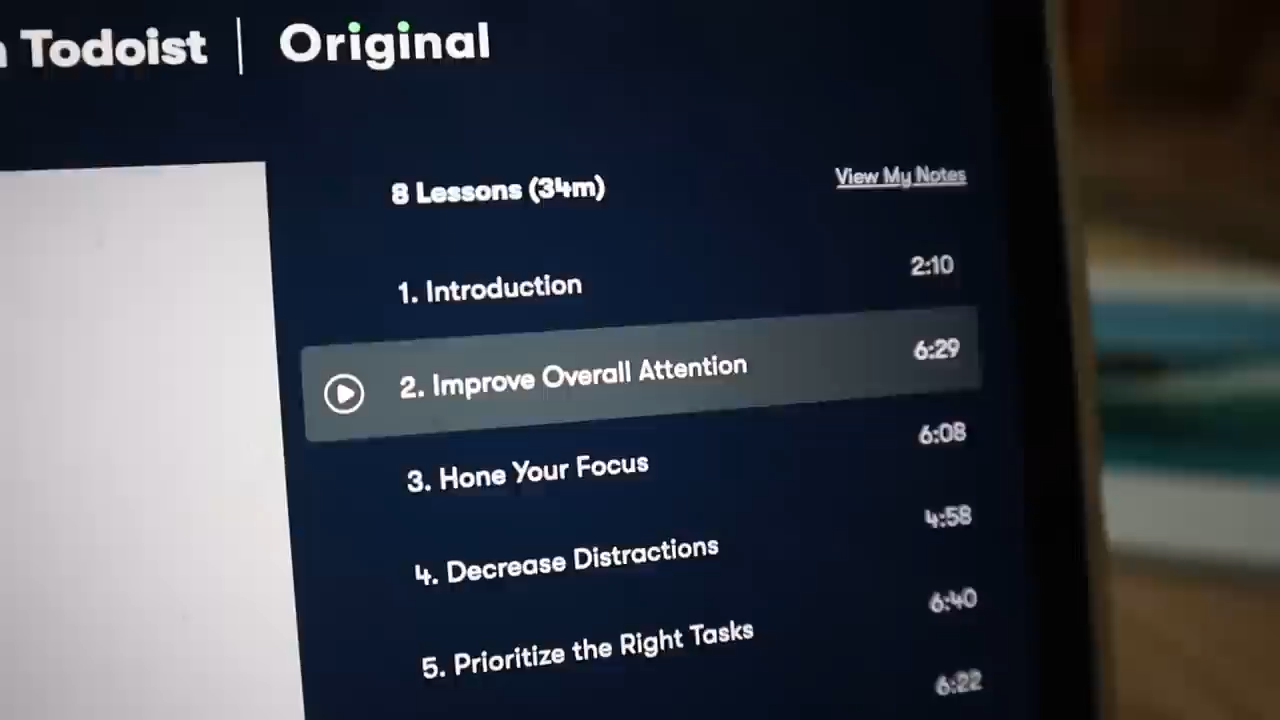 Todoist | Original
8 Lessons (34m)
View My Notes
1. Introduction 2:10
2. Improve Overall Attention 6:29
3. Hone Your Focus 6:08
4. Decrease Distractions 4:58
5. Prioritize the Right Tasks 6:40
6:22